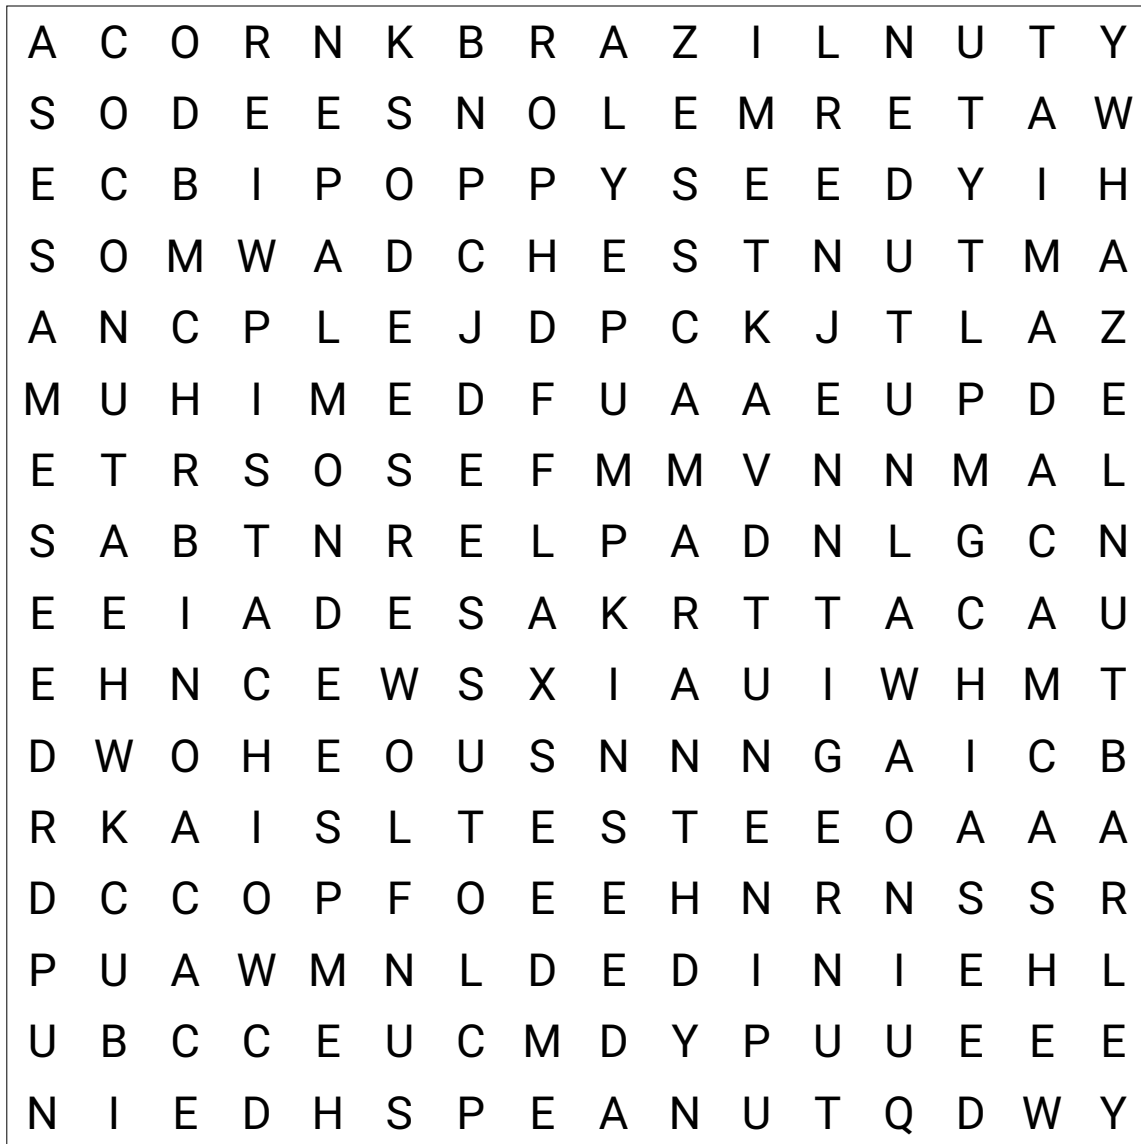 A C O R N K B R A Z I L N U T Y
S O D E E S N O L E M R E T A W
E C B I P O P P Y S E E D Y I H
S O M W A D C H E S T N U T M A
A N C P L E J D P C K J T L A Z
M U H I M E D F U A A E U P D E
E T R S O S E F M M V N N M A L
S A B T N R E L P A D N L G C N
E E I A D E S A K R T T A C A U
E H N C E W S X I A U I W H M T
D W O H E O U S N N N G A I C B
R K A I S L T E S T E E O A A A
D C C O P F O E E H N R N S S R
P U A W M N L D E D I N I E H L
U B C C E U C M D Y P U U E E E
N I E D H S P E A N U T Q D W Y